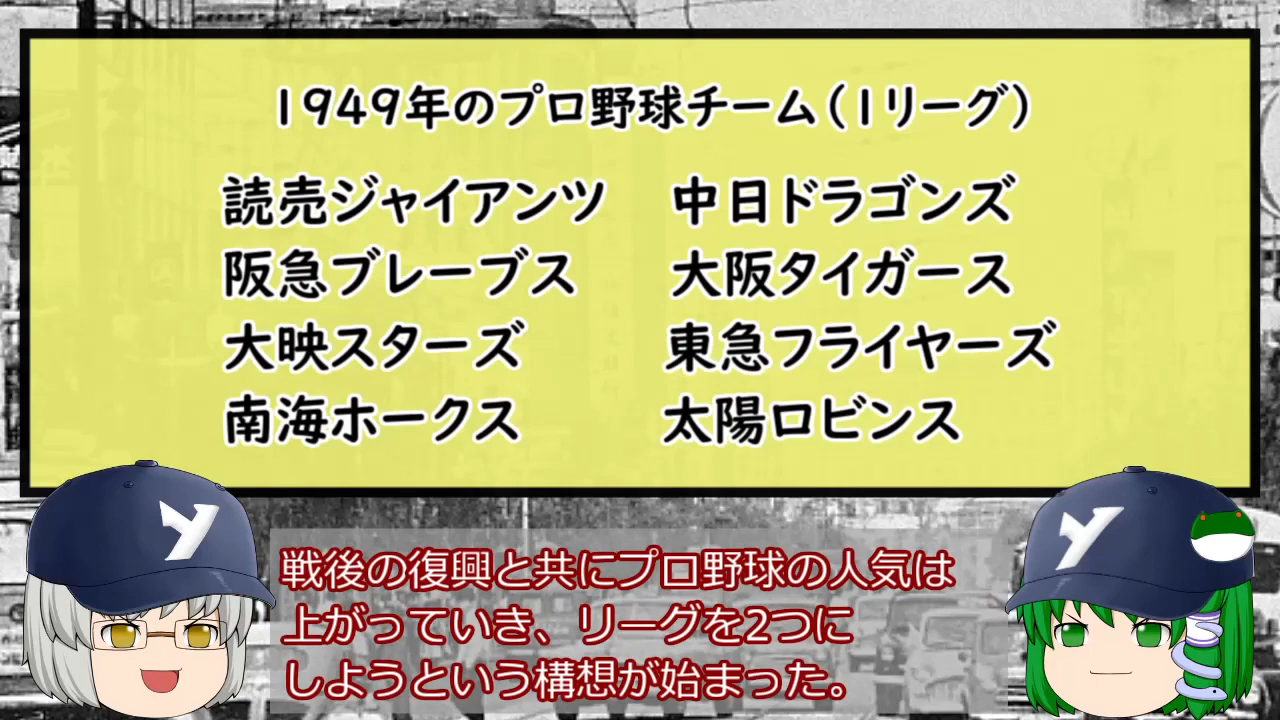 1949年のプロ野球チーム（1リーグ）
読売ジャイアンツ 中日ドラゴンズ
阪急ブレーブス 大阪タイガース
大映スターズ 東急フライヤーズ
南海ホークス 太陽ロビンス
Y
Y
戦後の復興と共にプロ野球の人気は
上がっていき、リーグを2つに
しようという構想が始まった。